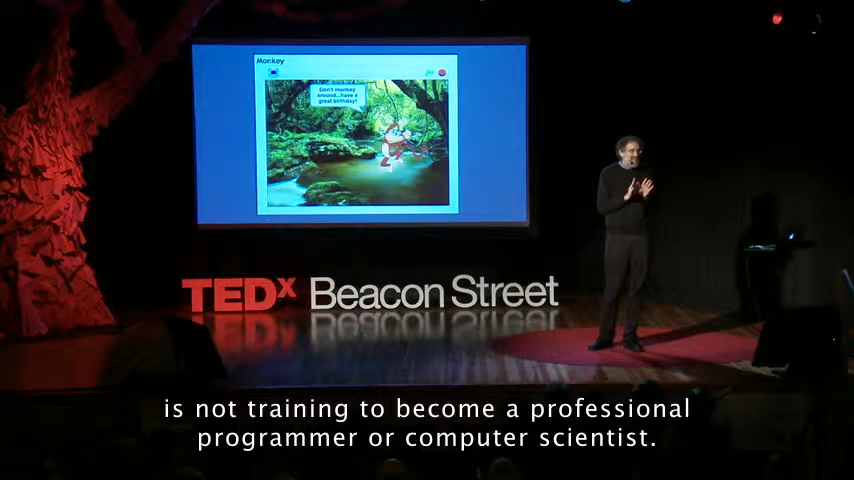 Monkey
Don't monkey
around...have a
great birthday!
TEDx Beacon Street
is not training to become a professional
programmer or computer scientist.